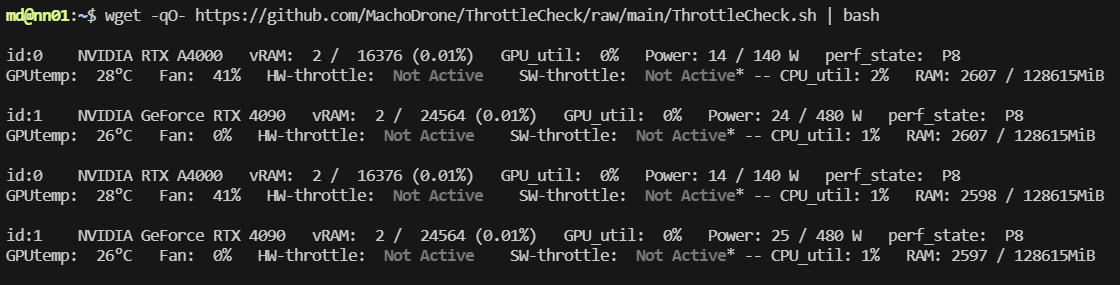 md@nn01:~$ wget -qO- https://github.com/MachoDrone/ThrottleCheck/raw/main/ThrottleCheck.sh | bash
id:0    NVIDIA RTX A4000   vRAM:  2 /  16376 (0.01%)   GPU_util:  0%   Power: 14 / 140 W   perf_state:  P8
GPUtemp:  28ºC   Fan:  41%   HW-throttle:  Not Active    SW-throttle:  Not Active* -- CPU_util: 2%   RAM: 2607 / 128615MiB
id:1    NVIDIA GeForce RTX 4090   vRAM:  2 /  24564 (0.01%)   GPU_util:  0%   Power: 24 / 480 W   perf_state:  P8
GPUtemp:  26ºC   Fan:  0%   HW-throttle:  Not Active    SW-throttle:  Not Active* -- CPU_util: 1%   RAM: 2607 / 128615MiB
id:0    NVIDIA RTX A4000   vRAM:  2 /  16376 (0.01%)   GPU_util:  0%   Power: 14 / 140 W   perf_state:  P8
GPUtemp:  28ºC   Fan:  41%   HW-throttle:  Not Active    SW-throttle:  Not Active* -- CPU_util: 1%   RAM: 2598 / 128615MiB
id:1    NVIDIA GeForce RTX 4090   vRAM:  2 /  24564 (0.01%)   GPU_util:  0%   Power: 25 / 480 W   perf_state:  P8
GPUtemp:  26ºC   Fan:  0%   HW-throttle:  Not Active    SW-throttle:  Not Active* -- CPU_util: 1%   RAM: 2597 / 128615MiB